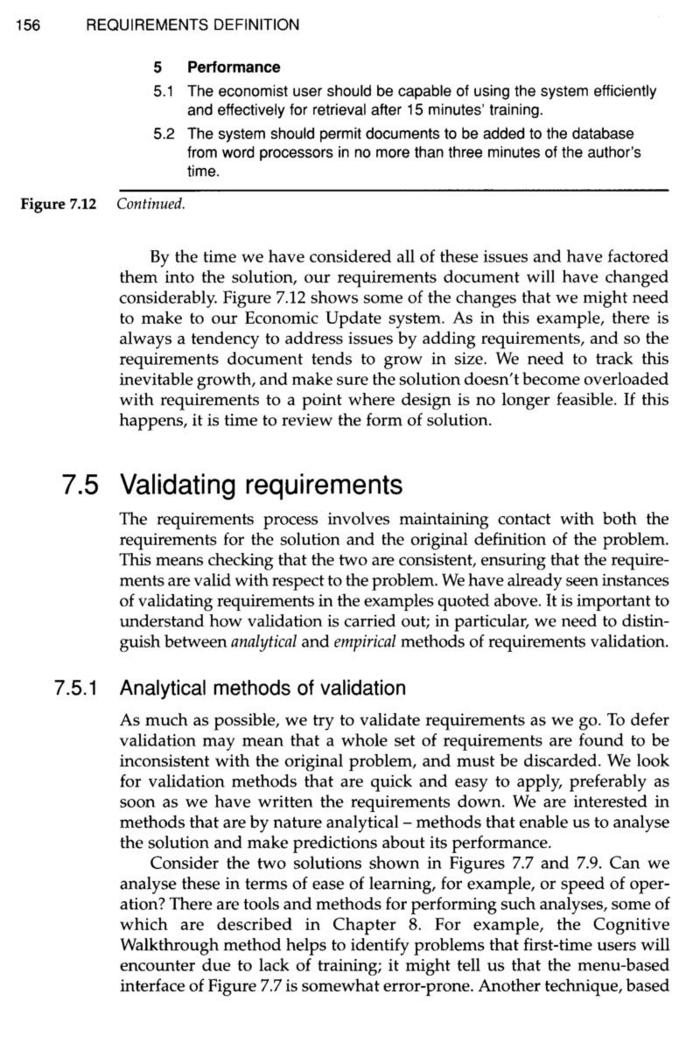 156 REQUIREMENTS DEFINITION
5 Performance
5.1 The economist user should be capable of using the system efficiently
and effectively for retrieval after 15 minutes' training.
5.2 The system should permit documents to be added to the database
from word processors in no more than three minutes of the author's
time.
Figure 7.12 Continued.
By the time we have considered all of these issues and have factored
them into the solution, our requirements document will have changed
considerably. Figure 7.12 shows some of the changes that we might need
to make to our Economic Update system. As in this example, there is
always a tendency to address issues by adding requirements, and so the
requirements document tends to grow in size. We need to track this
inevitable growth, and make sure the solution doesn't become overloaded
with requirements to a point where design is no longer feasible. If this
happens, it is time to review the form of solution.
7.5 Validating requirements
The requirements process involves maintaining contact with both the
requirements for the solution and the original definition of the problem.
This means checking that the two are consistent, ensuring that the require-
ments are valid with respect to the problem. We have already seen instances
of validating requirements in the examples quoted above. It is important to
understand how validation is carried out; in particular, we need to distin-
guish between analytical and empirical methods of requirements validation.
7.5.1 Analytical methods of validation
As much as possible, we try to validate requirements as we go. To defer
validation may mean that a whole set of requirements are found to be
inconsistent with the original problem, and must be discarded. We look
for validation methods that are quick and easy to apply, preferably as
soon as we have written the requirements down. We are interested in
methods that are by nature analytical – methods that enable us to analyse
the solution and make predictions about its performance.
Consider the two solutions shown in Figures 7.7 and 7.9. Can we
analyse these in terms of ease of learning, for example, or speed of oper-
ation? There are tools and methods for performing such analyses, some of
which are described in Chapter 8. For example, the Cognitive
Walkthrough method helps to identify problems that first-time users will
encounter due to lack of training; it might tell us that the menu-based
interface of Figure 7.7 is somewhat error-prone. Another technique, based